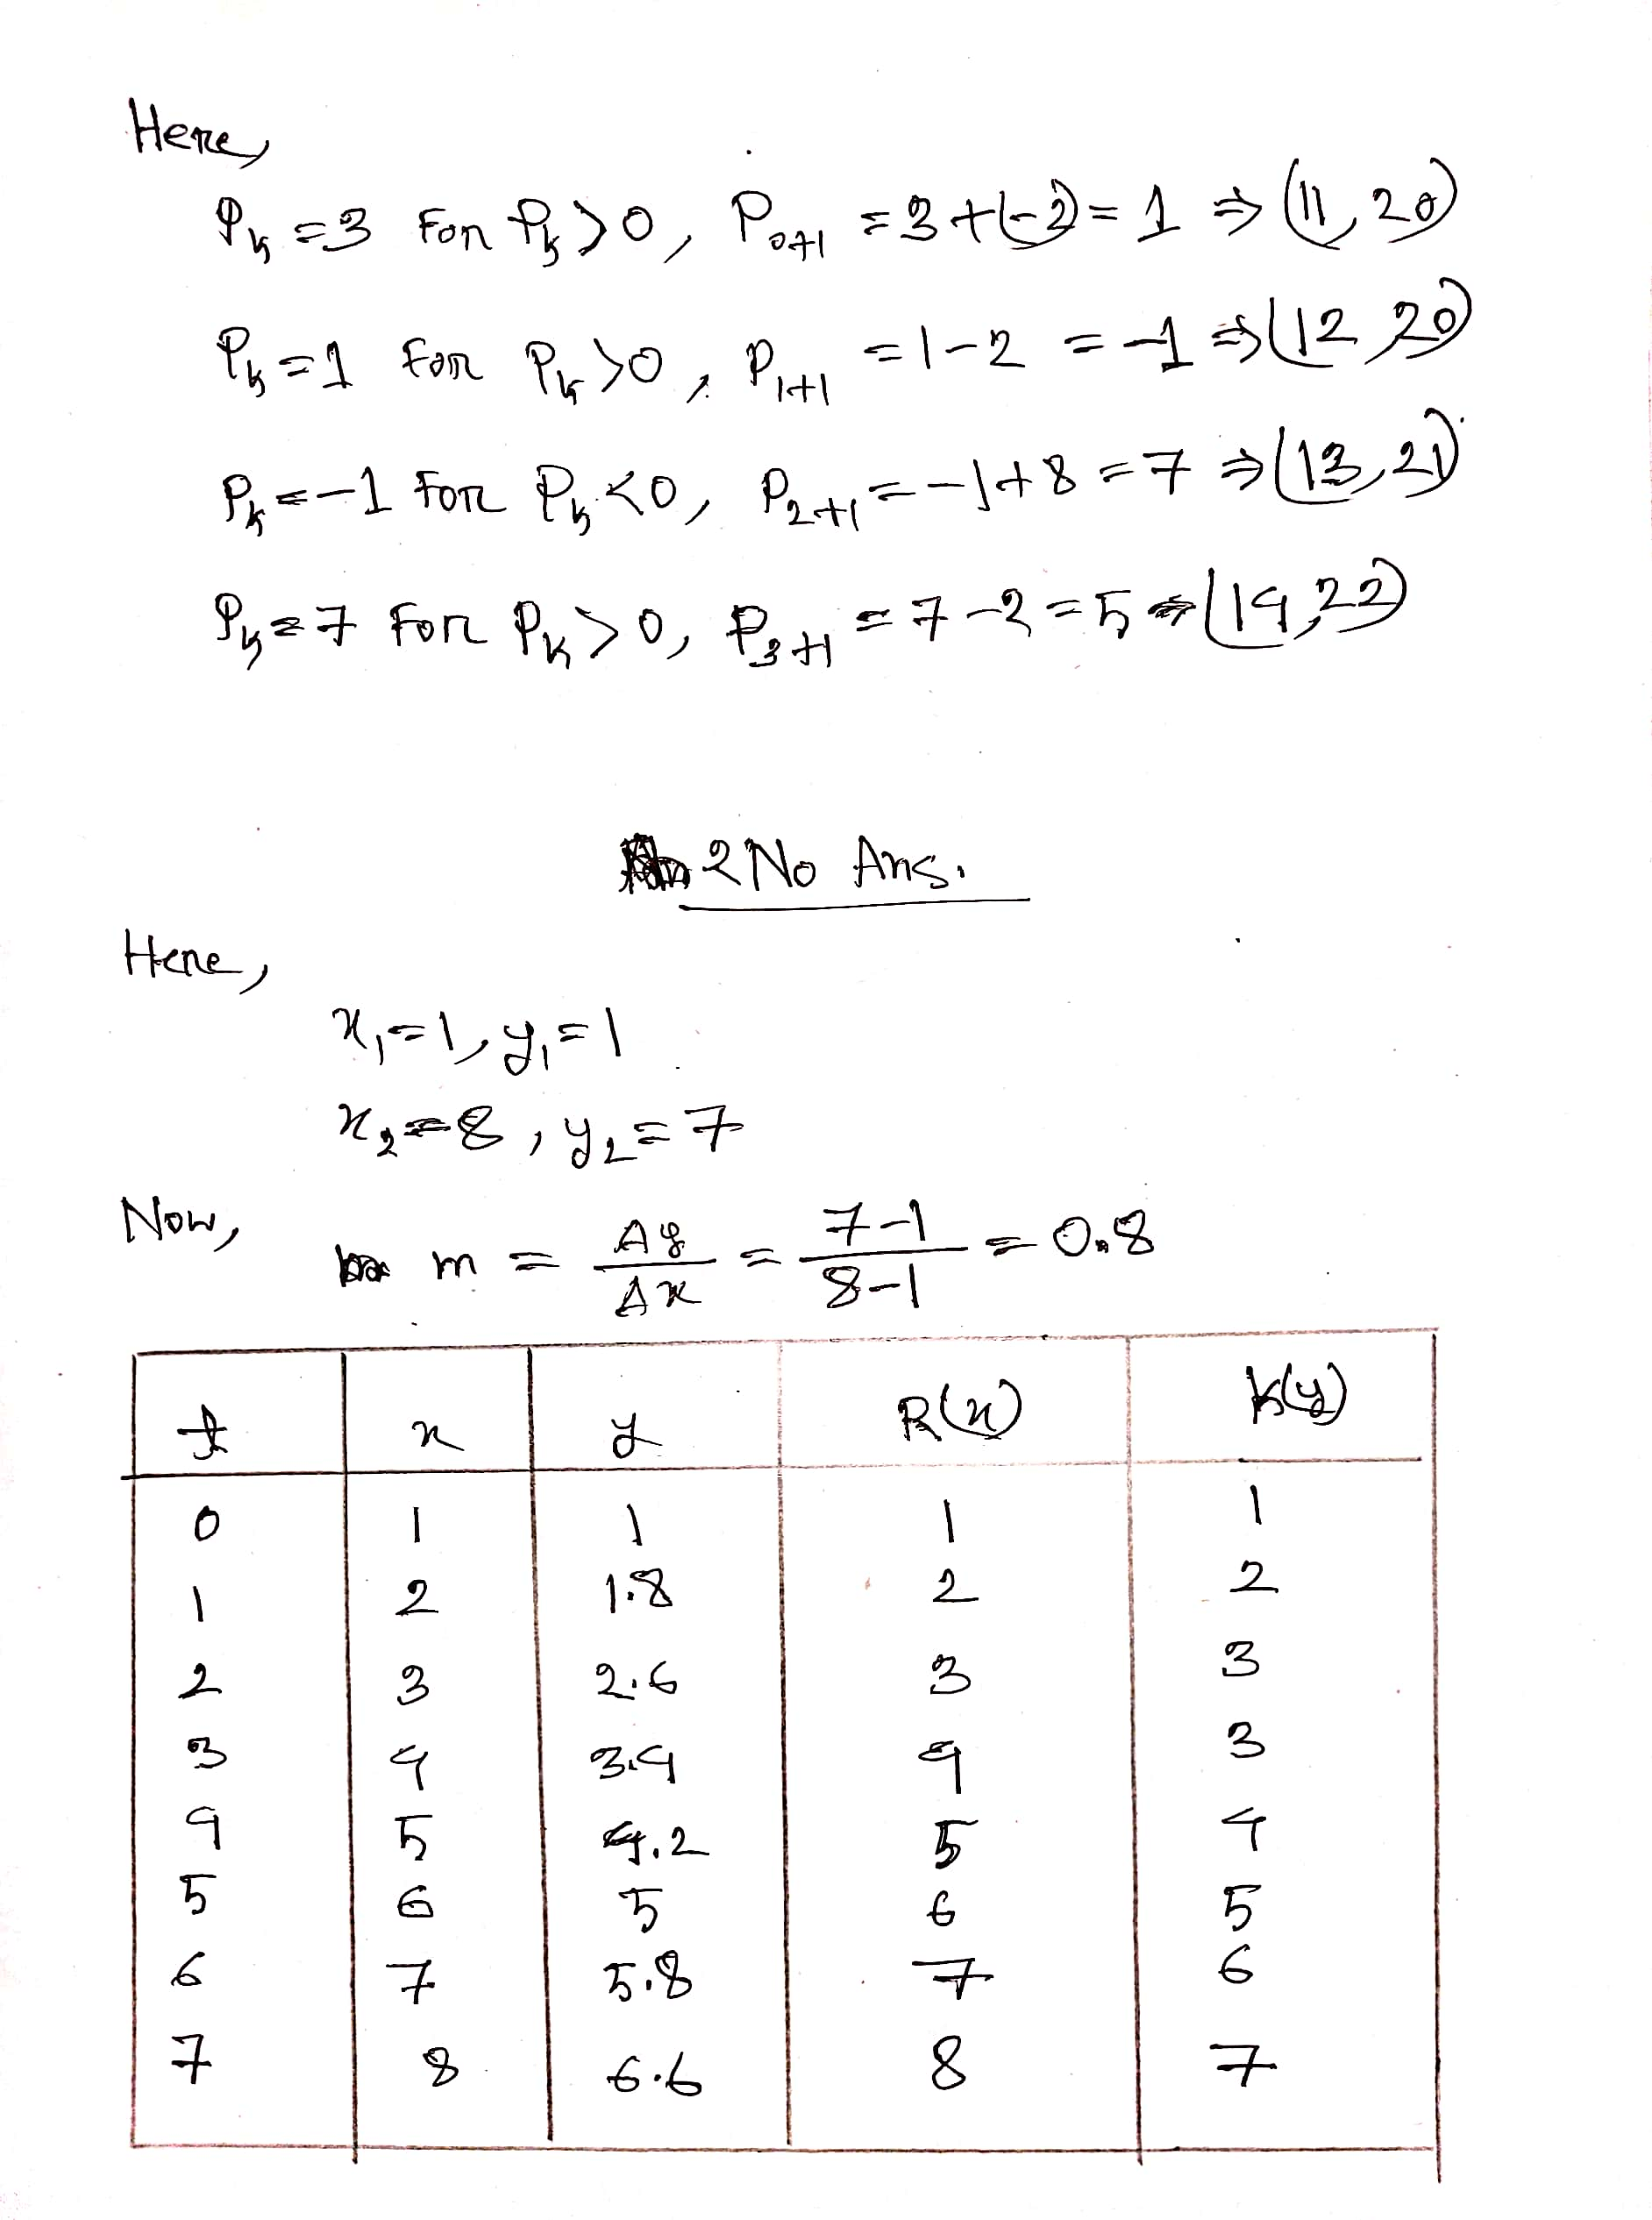 Here,
Pk = 3 For Pk > 0, P0+1 = 3 + (-2) = 1 ⇒ (11, 20)
Pk = 1 For Pk > 0, P1+1 = 1 - 2 = -1 ⇒ (12, 20)
Pk = -1 For Pk < 0, P2+1 = -1 + 8 = 7 ⇒ (13, 21)
Pk = 7 For Pk > 0, P3+1 = 7 - 2 = 5 ⇒ (14, 22)
2 No Ans.
Here,
x1 = 1, y1 = 1
x2 = 8, y2 = 7
Now,
m = Δy/Δx = 7-1/8-1 = 0.8
t x y R(x) R(y)
0 1 1 1 1
1 2 1.8 2 2
2 3 2.6 3 3
3 4 3.4 4 3
4 5 4.2 5 4
5 6 5 6 5
6 7 5.8 7 6
7 8 6.6 8 7